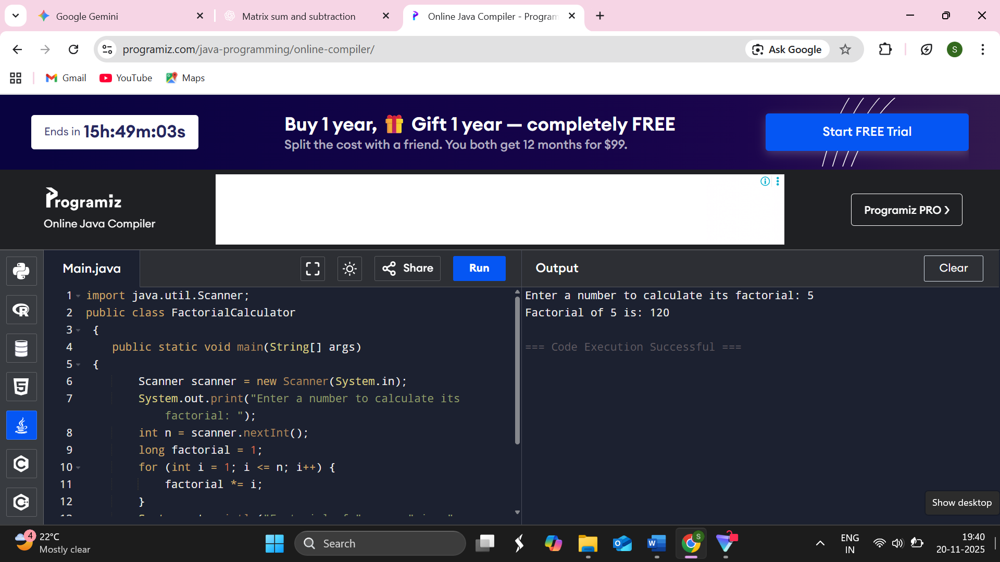 Google Gemini
Matrix sum and subtraction
Online Java Compiler - Program
programiz.com/java-programming/online-compiler/
Ask Google
S
Gmail
YouTube
Maps
Ends in 15h:49m:03s
Buy 1 year, 🎁 Gift 1 year — completely FREE
Split the cost with a friend. You both get 12 months for $99.
Start FREE Trial
Programiz
Online Java Compiler
Programiz PRO ❯
Main.java
Share
Run
Output
Clear
1 import java.util.Scanner;
2 public class FactorialCalculator
3 {
4 public static void main(String[] args)
5 {
6 Scanner scanner = new Scanner(System.in);
7 System.out.print("Enter a number to calculate its
factorial: ");
8 int n = scanner.nextInt();
9 long factorial = 1;
10 for (int i = 1; i <= n; i++) {
11 factorial *= i;
12 }
Enter a number to calculate its factorial: 5
Factorial of 5 is: 120
=== Code Execution Successful ===
Show desktop
4
22°C
Mostly clear
Search
ENG
IN
19:40
20-11-2025